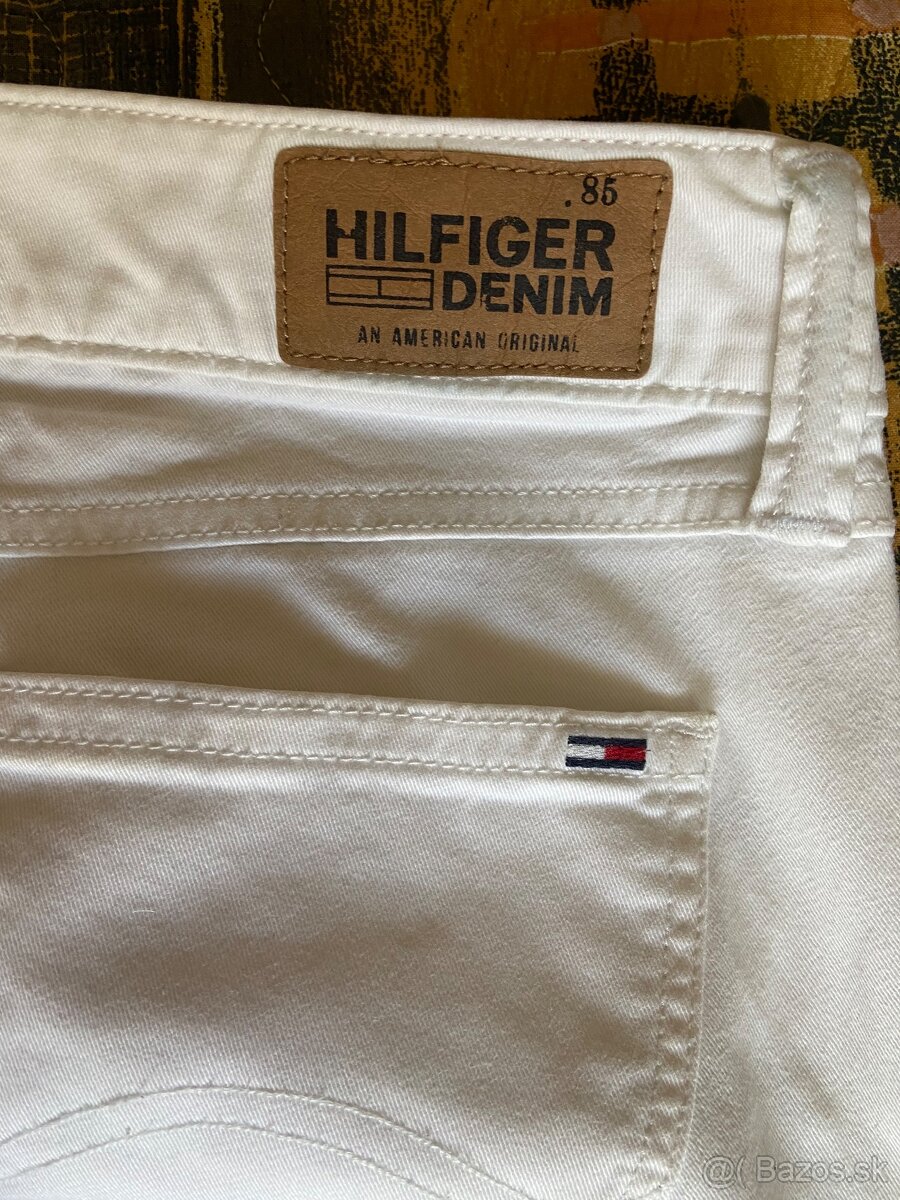 .85
HILFIGER
DENIM
AN AMERICAN ORIGINAL
@( Bazos.sk